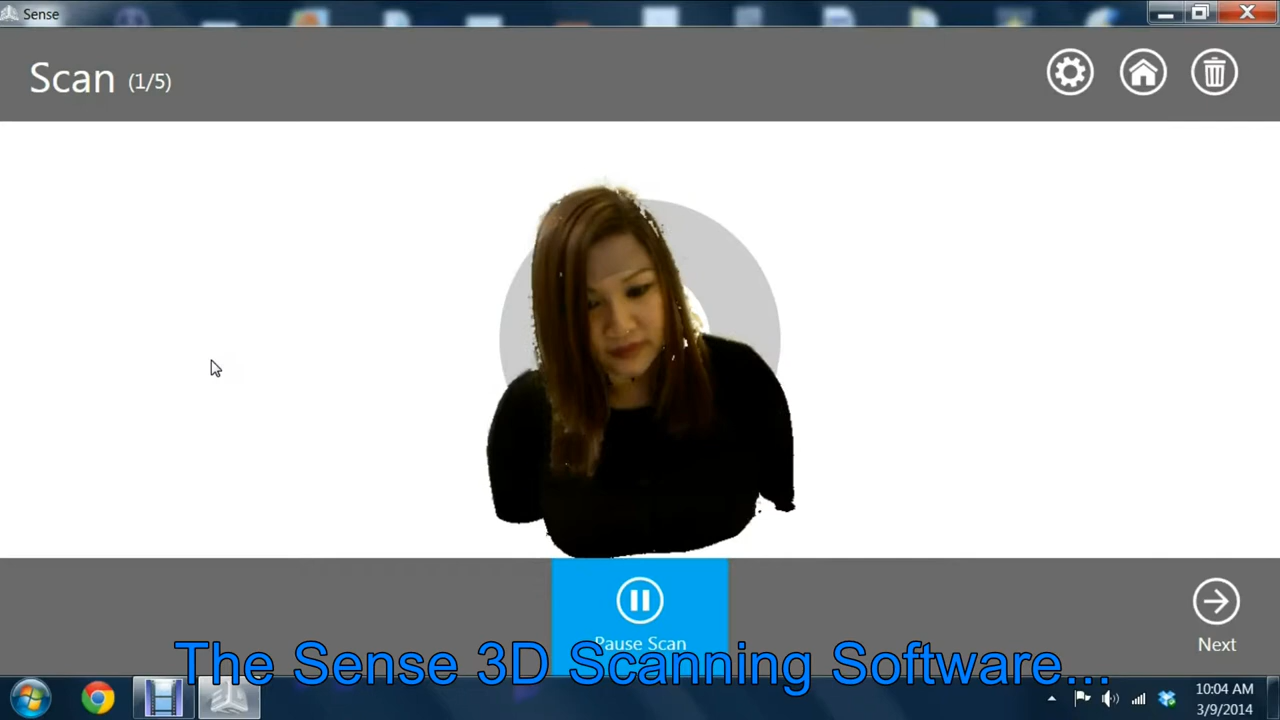 Sense
Scan (1/5)
Pause Scan
Next
The Sense 3D Scanning Software...
10:04 AM
3/9/2014